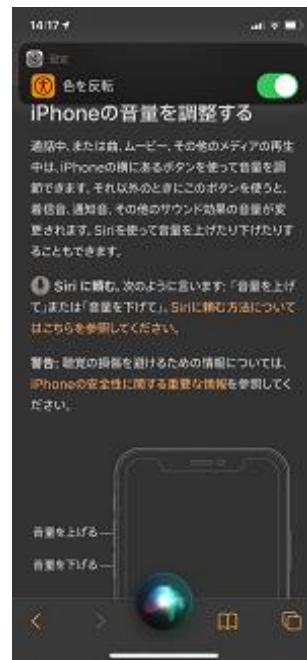 14:17
設定
色を反転
iPhoneの音量を調整する
通話中、または曲、ムービー、その他のメディアの再生
中は、iPhoneの横にあるボタンを使って音量を調
節できます。それ以外のときにこのボタンを使うと、
着信音、通知音、その他のサウンド効果の音量が変
更されます。Siriを使って音量を上げたり下げたりす
ることもできます。
Siri に頼む。次のように言います:「音量を上げ
て」または「音量を下げて」。Siriに頼む方法について
はこちらを参照してください。
警告: 聴覚の損傷を避けるための情報については、
iPhoneの安全性に関する重要な情報を参照してく
ださい。
音量を上げる
音量を下げる